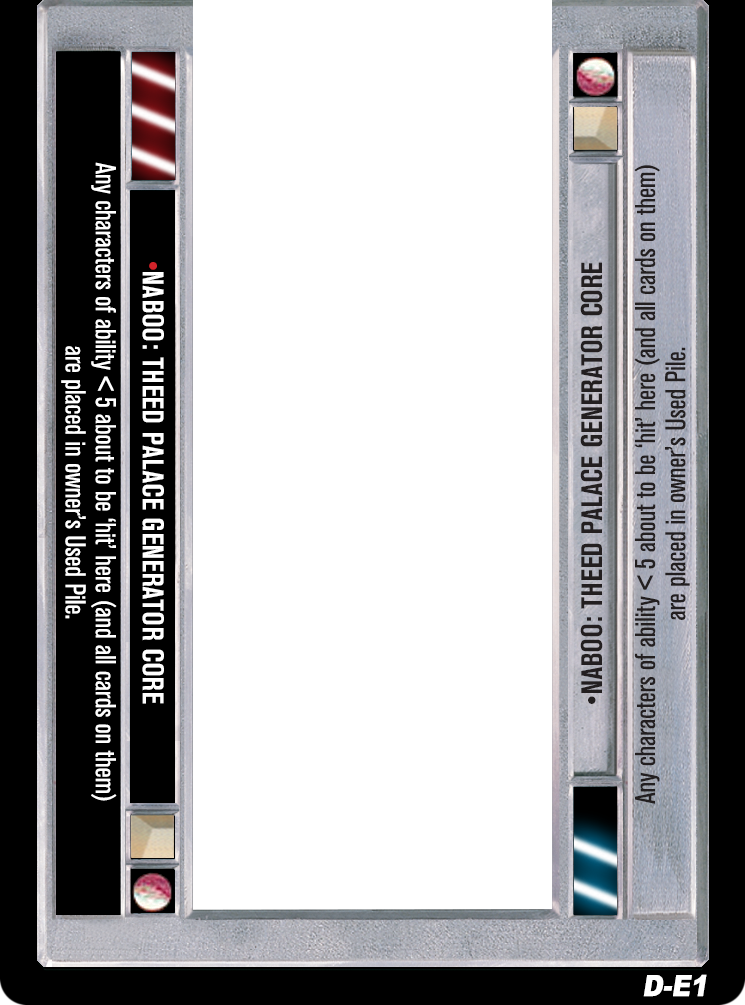 •NABOO: THEED PALACE GENERATOR CORE
Any characters of ability < 5 about to be ‘hit’ here (and all cards on them)
are placed in owner’s Used Pile.
•NABOO: THEED PALACE GENERATOR CORE
Any characters of ability < 5 about to be ‘hit’ here (and all cards on them)
are placed in owner’s Used Pile.
D-E1